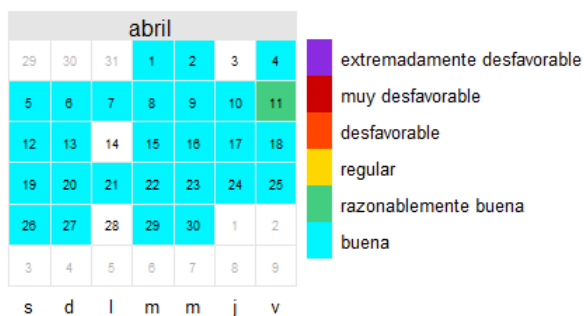 abril
29 30 31 1 2 3 4
5 6 7 8 9 10 11
12 13 14 15 16 17 18
19 20 21 22 23 24 25
26 27 28 29 30 1 2
3 4 5 6 7 8 9
s d l m m j v
extremadamente desfavorable
muy desfavorable
desfavorable
regular
razonablemente buena
buena